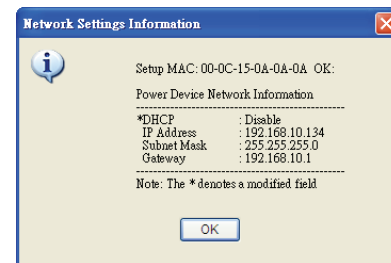 Network Settings Information
Setup MAC: 00-0C-15-0A-0A-0A OK:
Power Device Network Information
----------------------------------------------------------
*DHCP : Disable
IP Address : 192.168.10.134
Subnet Mask : 255.255.255.0
Gateway : 192.168.10.1
----------------------------------------------------------
Note: The * denotes a modified field
OK